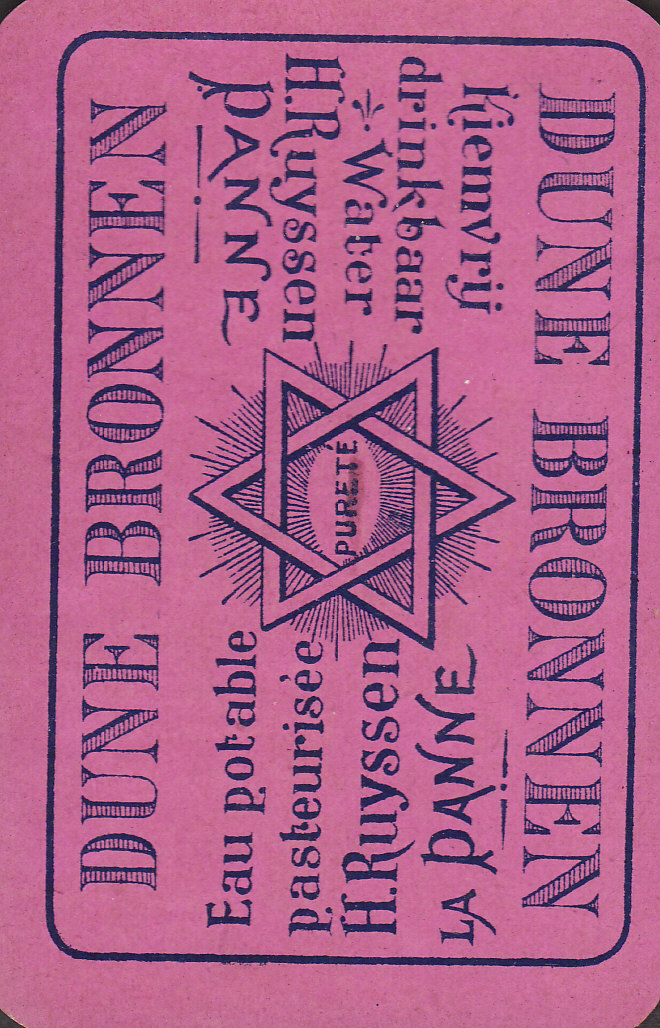 DUNE BRONNEN
Kiemvrij
drinkbaar
Water
H.Ruyssen
PANNE
PURETÉ
DUNE BRONNEN
Eau potable
pasteurisée
H.Ruyssen
LA PANNE